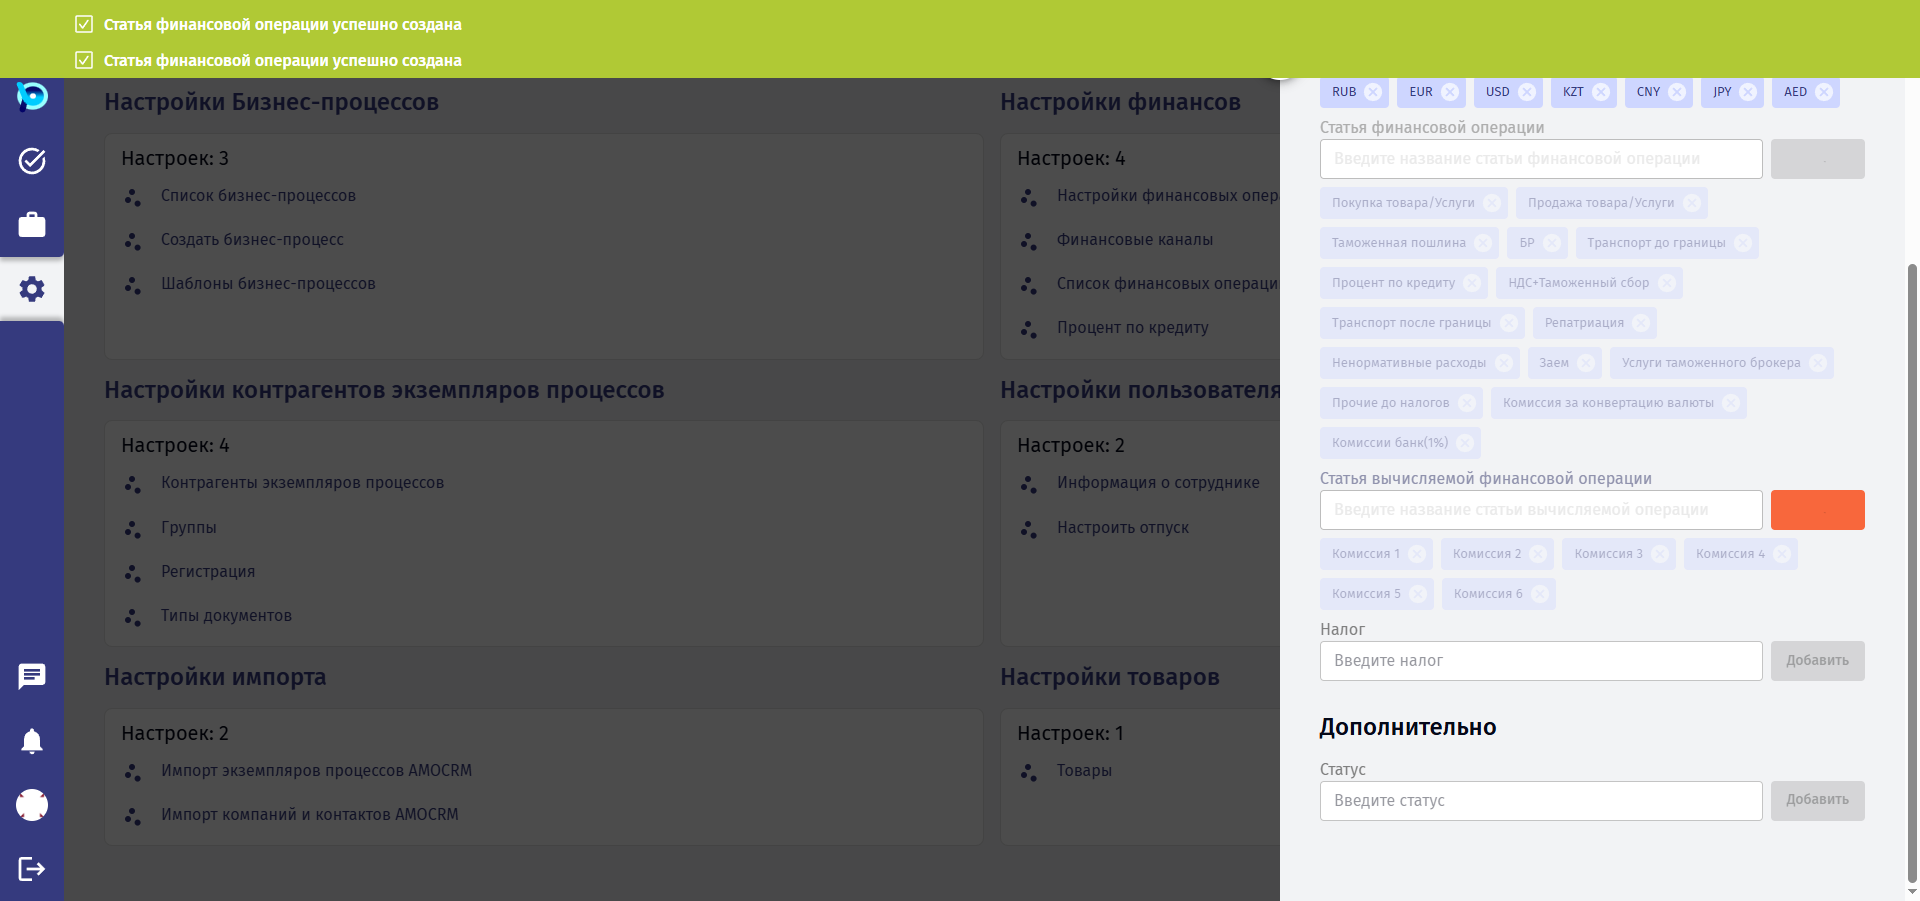 Статья финансовой операции успешно создана
Статья финансовой операции успешно создана
Настройки Бизнес-процессов
Настроек: 3
Список бизнес-процессов
Создать бизнес-процесс
Шаблоны бизнес-процессов
Настройки финансов
Настроек: 4
Настройки финансовых опер
Финансовые каналы
Список финансовых операци
Процент по кредиту
Настройки контрагентов экземпляров процессов
Настроек: 4
Контрагенты экземпляров процессов
Группы
Регистрация
Типы документов
Настройки пользователя
Настроек: 2
Информация о сотруднике
Настроить отпуск
Настройки импорта
Настроек: 2
Импорт экземпляров процессов AMOCRM
Импорт компаний и контактов AMOCRM
Настройки товаров
Настроек: 1
Товары
RUB EUR USD KZT CNY JPY AED
Статья финансовой операции
Введите название статьи финансовой операции
Покупка товара/Услуги Продажа товара/Услуги
Таможенная пошлина БР Транспорт до границы
Процент по кредиту НДС+Таможенный сбор
Транспорт после границы Репатриация
Ненормативные расходы Заем Услуги таможенного брокера
Прочие до налогов Комиссия за конвертацию валюты
Комиссии банк(1%)
Статья вычисляемой финансовой операции
Введите название статьи вычисляемой операции
Комиссия 1 Комиссия 2 Комиссия 3 Комиссия 4
Комиссия 5 Комиссия 6
Налог
Введите налог Добавить
Дополнительно
Статус
Введите статус Добавить